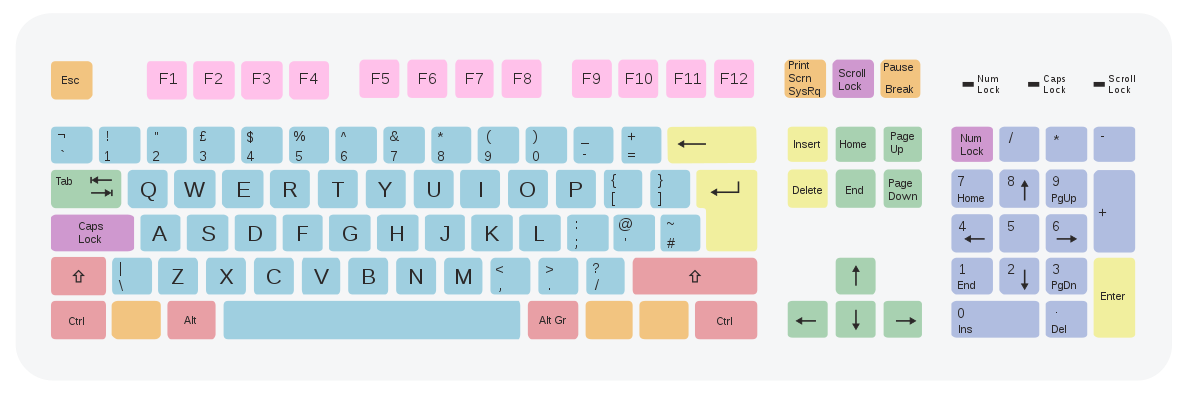 Esc F1 F2 F3 F4 F5 F6 F7 F8 F9 F10 F11 F12
Print
Scrn
SysRq
Scroll
Lock
Pause
Break
Num
Lock
Caps
Lock
Scroll
Lock
¬ ! " £ $ % ^ & * ( ) _ +
` 1 2 3 4 5 6 7 8 9 0 - =
Insert Home
Page
Up
Num
Lock
/ * -
Tab Q W E R T Y U I O P
{ }
[ ]
Delete End
Page
Down
7 8 9
Home PgUp
+
Caps
Lock
A S D F G H J K L
: @ ~
; ' #
4 5 6
| \ Z X C V B N M
< > ?
, . /
1 2 3
End PgDn
Enter
Ctrl Alt Alt Gr Ctrl
0 .
Ins Del